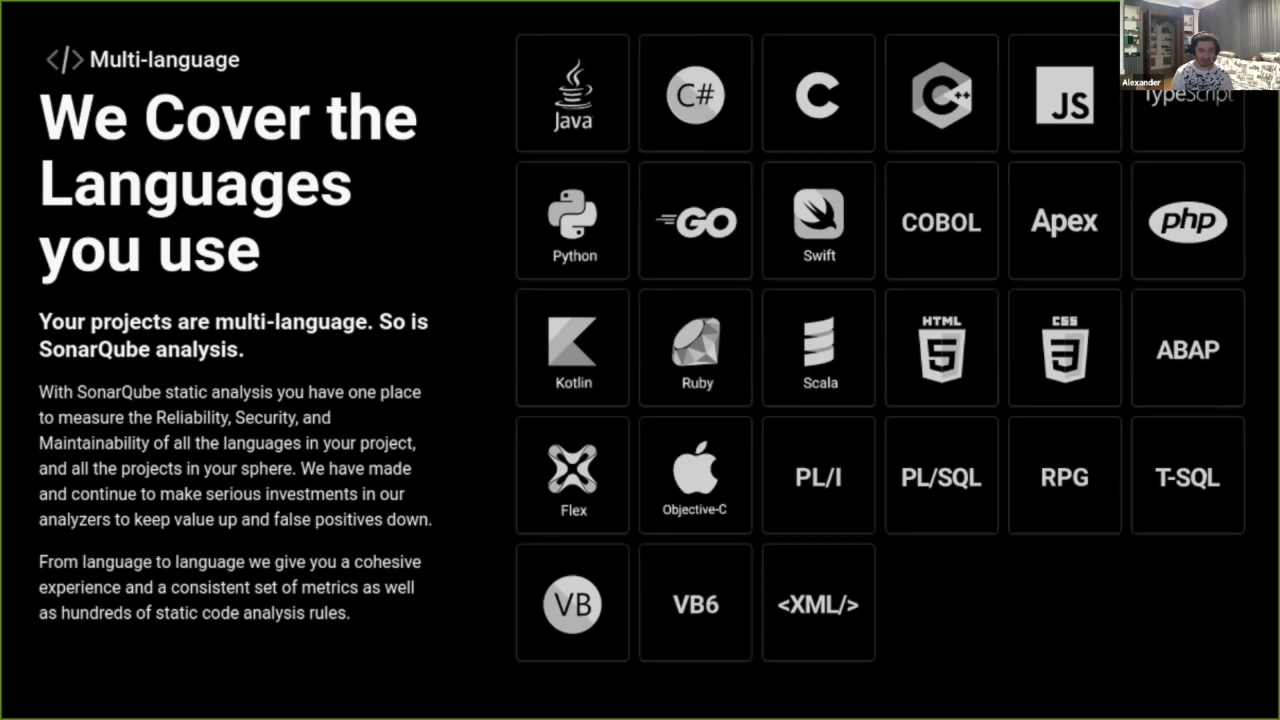 </> Multi-language
We Cover the
Languages
you use
Your projects are multi-language. So is
SonarQube analysis.
With SonarQube static analysis you have one place
to measure the Reliability, Security, and
Maintainability of all the languages in your project,
and all the projects in your sphere. We have made
and continue to make serious investments in our
analyzers to keep value up and false positives down.
From language to language we give you a cohesive
experience and a consistent set of metrics as well
as hundreds of static code analysis rules.
Java
C#
C
C++
JS
TypeScript
Alexander
Python
GO
Swift
COBOL
Apex
php
Kotlin
Ruby
Scala
HTML
5
CSS
3
ABAP
Flex
Objective-C
PL/I
PL/SQL
RPG
T-SQL
VB
VB6
<XML/>